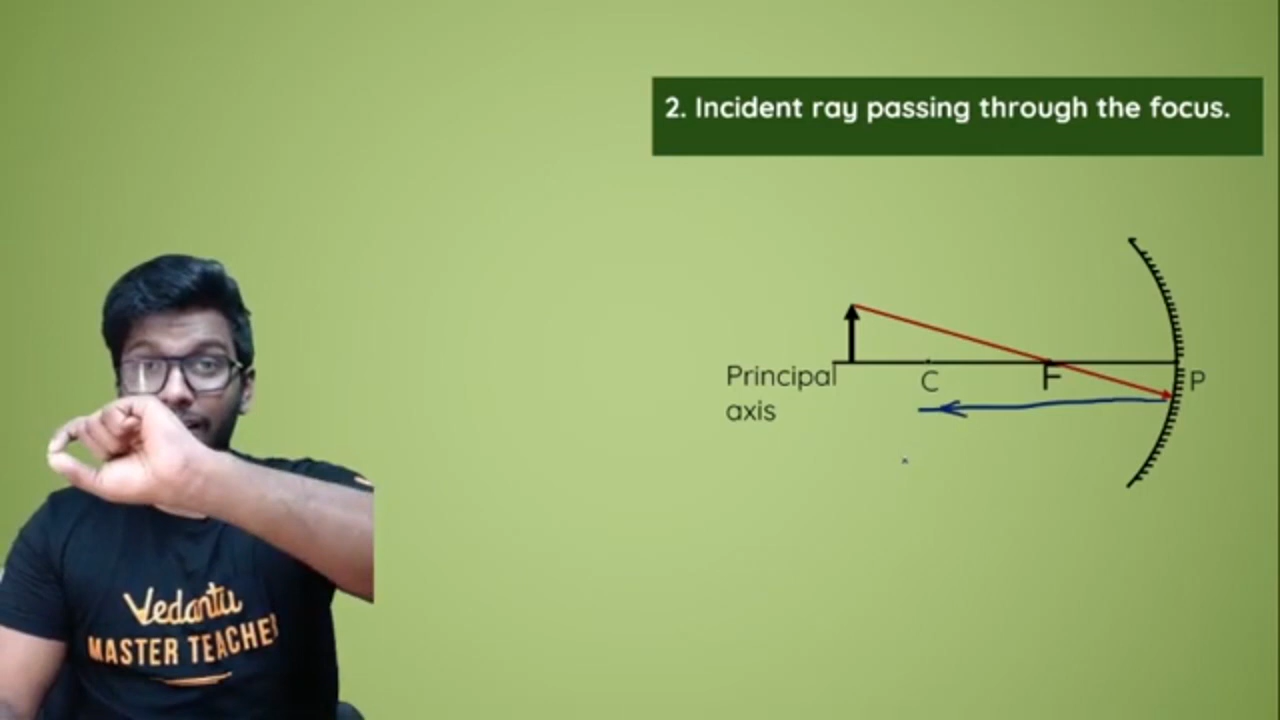 2. Incident ray passing through the focus.
Principal
axis
C
F
P
Vedantu
MASTER TEACHER